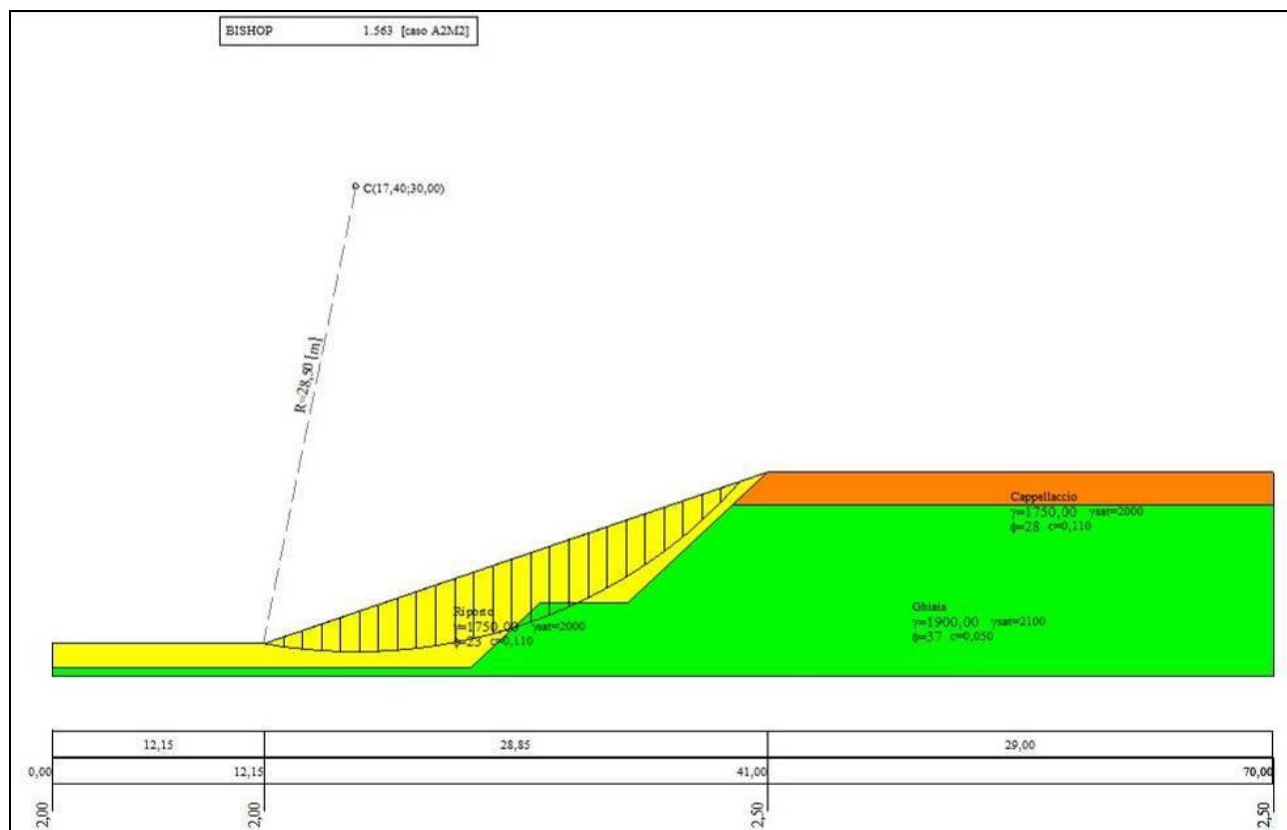 BISHOP 1.563 [caso A2M2]
C(17,40;30,00)
R=28,50 [m]
Cappellaccio
γ=1750,00 γsat=2000
ϕ=28 c=0,110
Riporto
γ=1750,00 γsat=2000
ϕ=23 c=0,110
Ghiaia
γ=1900,00 γsat=2100
ϕ=37 c=0,050
12,15 28,85 29,00
0,00 12,15 41,00 70,00
2,00 2,00 2,50 2,50